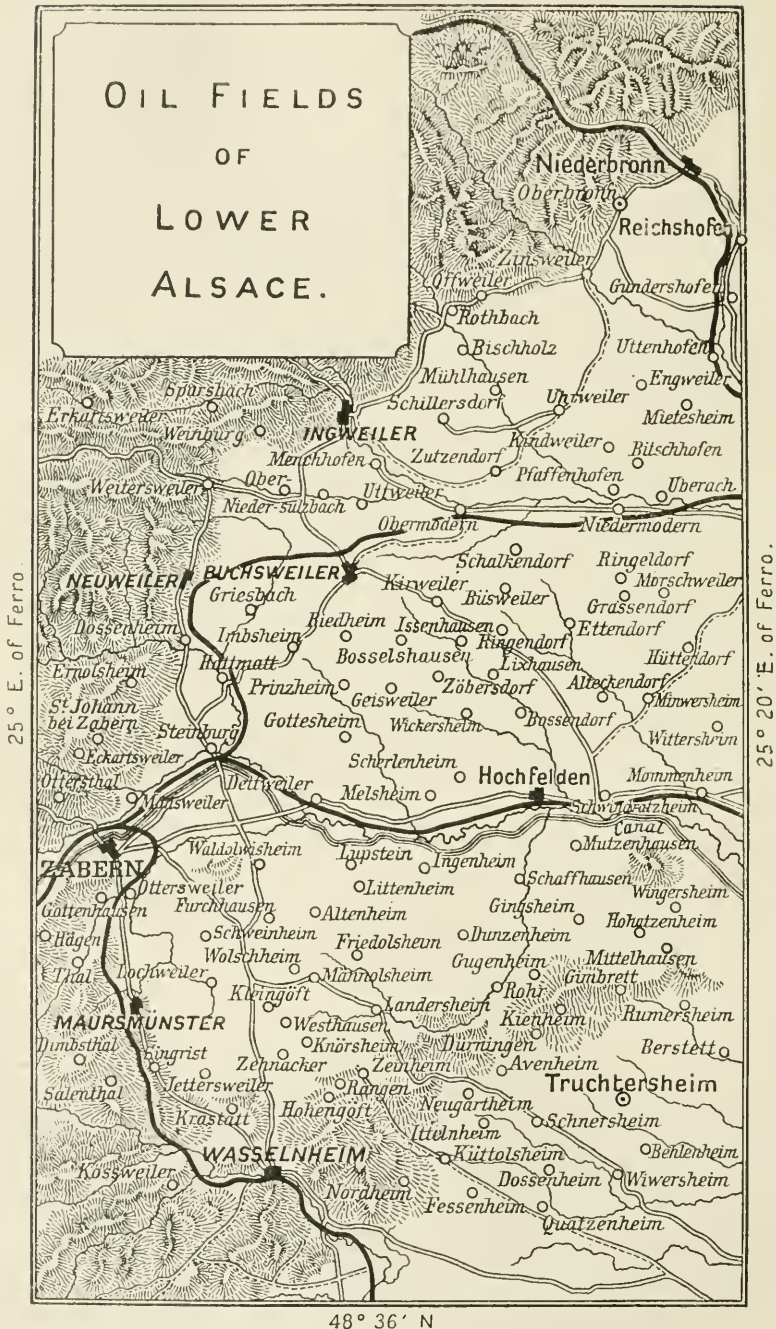 OIL FIELDS
OF
LOWER
ALSACE.
Niederbronn
Oberbronn
Reichshofen
Zinsweiler
Offweiler
Gundershofen
Rothbach
Bischholz
Uttenhofen
Mühlhausen
Engweiler
Sparsbach
Erkartsweiler
Schillersdorf
Uhrweiler
Mietesheim
Weinburg
INGWEILER
Kindweiler
Bitschhofen
Menchhofen
Zutzendorf
Pfaffenhofen
Weitersweiler
Ober-
Nieder-sulzbach
Uttweiler
Uberach
Obermodern
Niedermodern
Schalkendorf
Ringeldorf
NEUWEILER
BUCHSWEILER
Kirweiler
Morschweiler
Griesbach
Büsweiler
Grassendorf
Dossenheim
Imbsheim
Riedheim
Issenhausen
Ringendorf
Ettendorf
Bosselshausen
Lixhausen
Hüttendorf
Ernolsheim
Hattmatt
Prinzheim
Geisweiler
Zöbersdorf
Alteckendorf
Minwersheim
St Johann
bei Zabern
Gottesheim
Wickersheim
Bossendorf
Wittersheim
Steinburg
Eckartsweiler
Scherlenheim
Hochfelden
Mommenheim
Ottersthal
Dettweiler
Melsheim
Monsweiler
Schwindratzheim
Canal
Mutzenhausen
ZABERN
Waldolwisheim
Lupstein
Ingenheim
Ottersweiler
Littenheim
Schaffhausen
Wingersheim
Gottenhausen
Furchhausen
Altenheim
Gingsheim
Hohatzenheim
Hägen
Schweinheim
Dunzenheim
Friedolsheim
Mittelhausen
Thal
Lochweiler
Wolschheim
Männolsheim
Gugenheim
Gimbrett
Kleingöft
Landersheim
Rohr
MAURSMÜNSTER
Westhausen
Kienheim
Rumersheim
Dimbsthal
Knörsheim
Dürningen
Berstett
Singrist
Zehnacker
Zeinheim
Avenheim
Salenthal
Jettersweiler
Rangen
Truchtersheim
Krastatt
Hohengöft
Neugartheim
Ittelnheim
Schnersheim
WASSELNHEIM
Küttolsheim
Behlenheim
Kossweiler
Nordheim
Dossenheim
Wiwersheim
Fessenheim
Quatzenheim
25° E. of Ferro.
25° 20' E. of Ferro.
48° 36' N